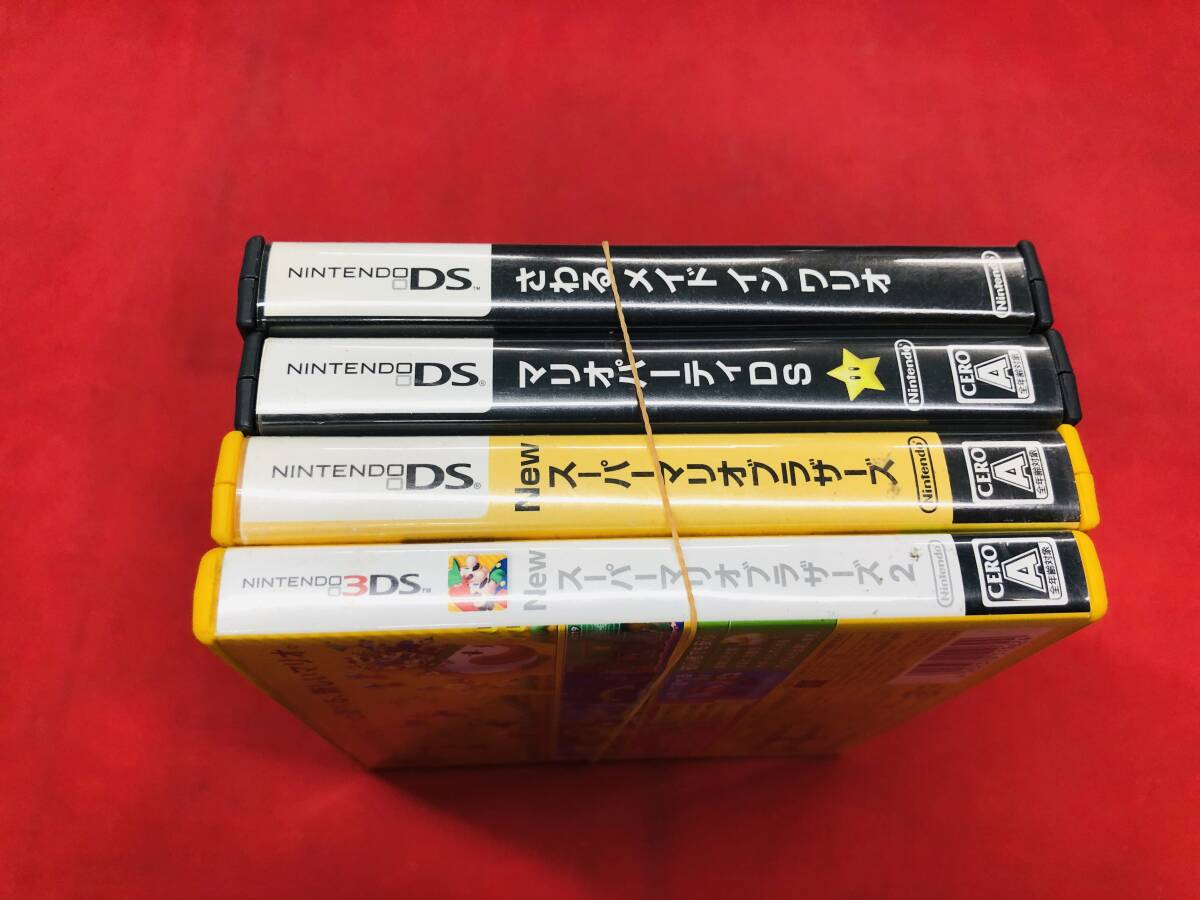 NINTENDO DS™ さわる メイド イン ワリオ Nintendo
NINTENDO DS® マリオパーティDS Nintendo CERO A 全年齢対象
NINTENDO DS® New スーパーマリオブラザーズ Nintendo CERO A 全年齢対象
NINTENDO 3DS™ New スーパーマリオブラザーズ 2 Nintendo CERO A 全年齢対象